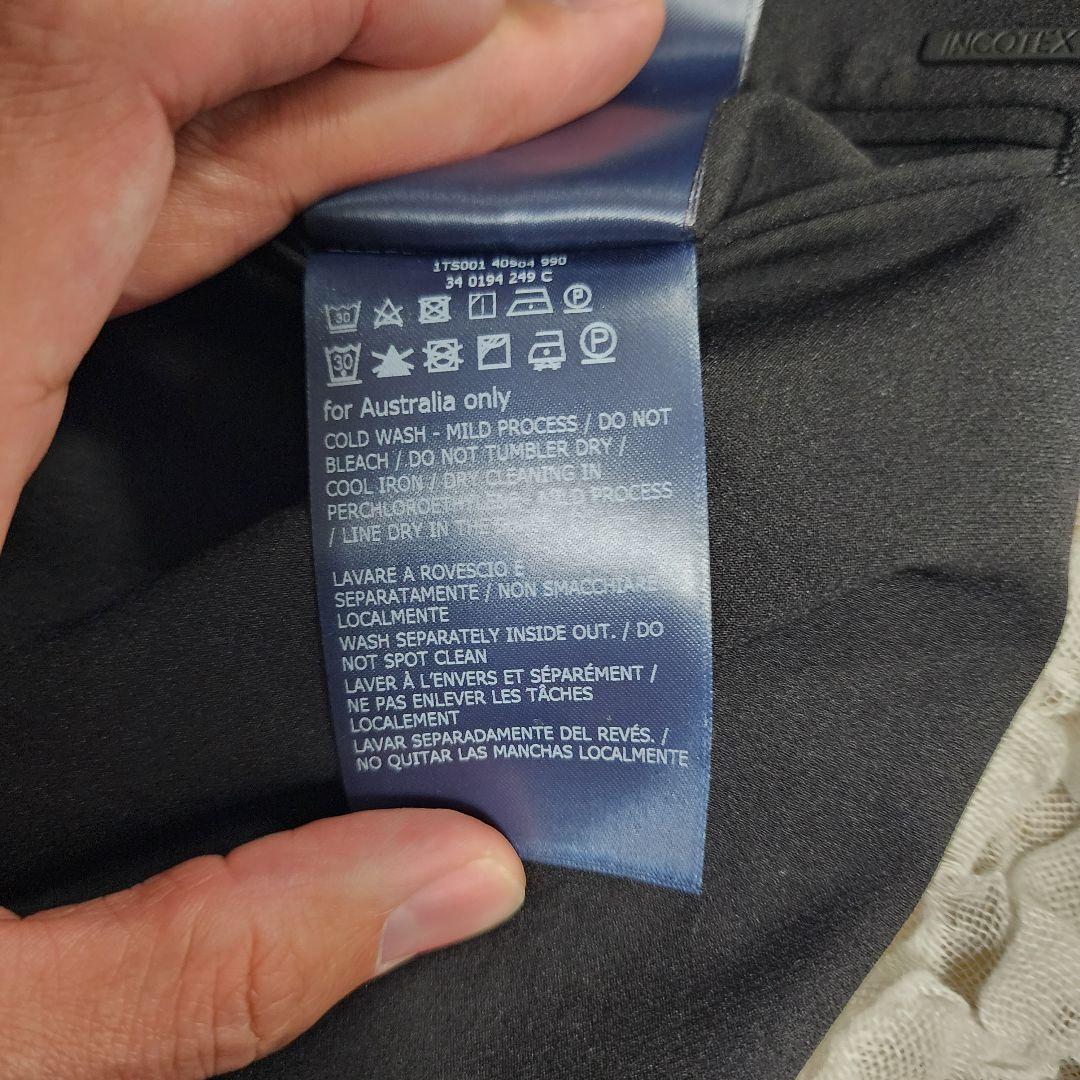 INCOTEX
1TS001 40904 990
34 0194 249 C
30
P
30
P
for Australia only
COLD WASH - MILD PROCESS / DO NOT
BLEACH / DO NOT TUMBLER DRY /
COOL IRON / DRY CLEANING IN
PERCHLOROETHYLENE - MILD PROCESS
/ LINE DRY IN THE
LAVARE A ROVESCIO E
SEPARATAMENTE / NON SMACCHIARE
LOCALMENTE
WASH SEPARATELY INSIDE OUT. / DO
NOT SPOT CLEAN
LAVER À L'ENVERS ET SÉPARÉMENT /
NE PAS ENLEVER LES TÂCHES
LOCALEMENT
LAVAR SEPARADAMENTE DEL REVÉS. /
NO QUITAR LAS MANCHAS LOCALMENTE